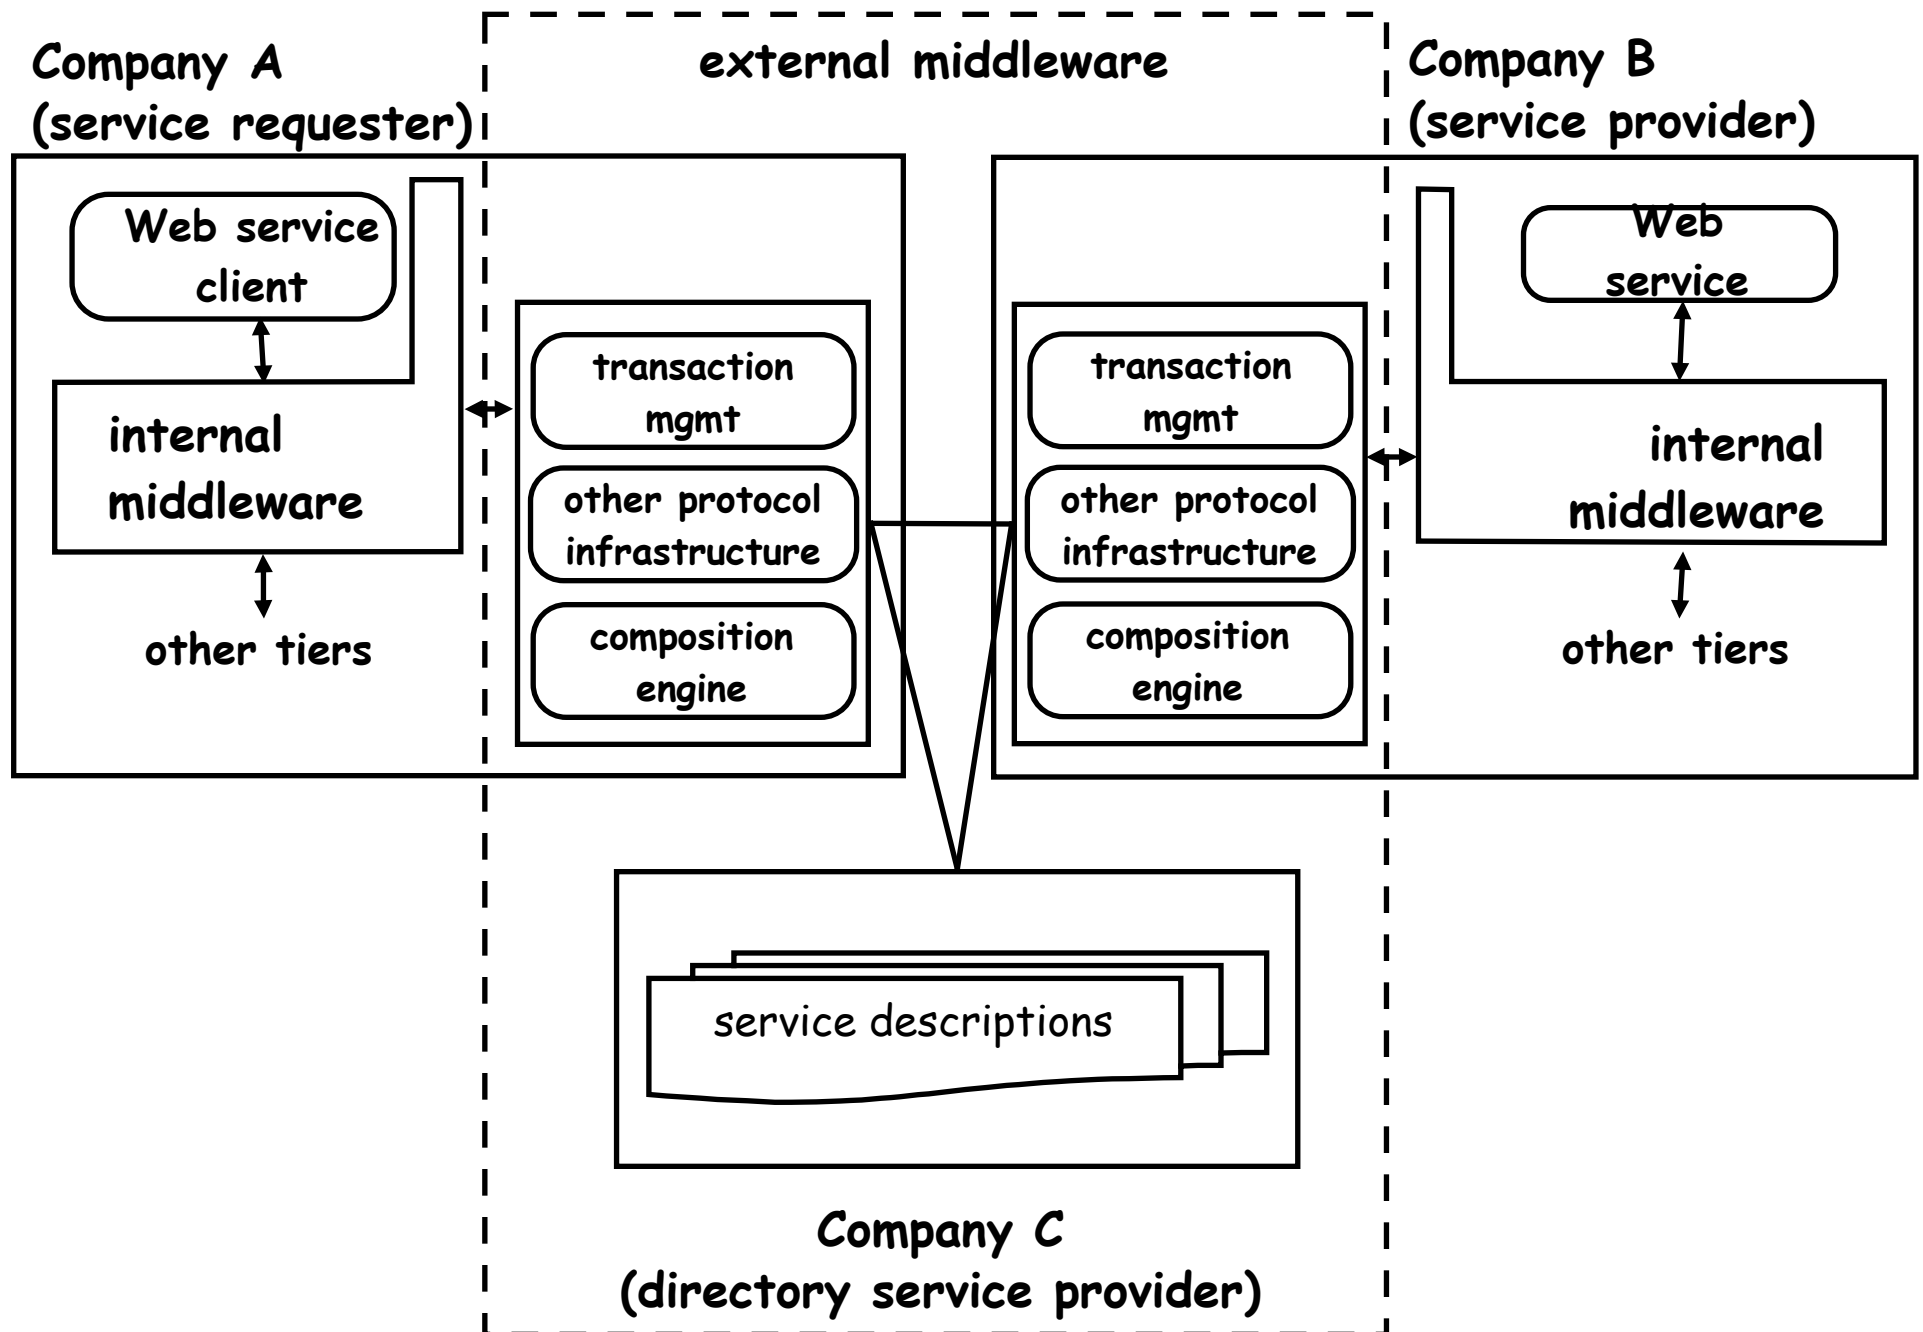 Company A
(service requester)
external middleware
Company B
(service provider)
Web service
client
internal
middleware
other tiers
transaction
mgmt
other protocol
infrastructure
composition
engine
transaction
mgmt
other protocol
infrastructure
composition
engine
Web
service
internal
middleware
other tiers
service descriptions
Company C
(directory service provider)